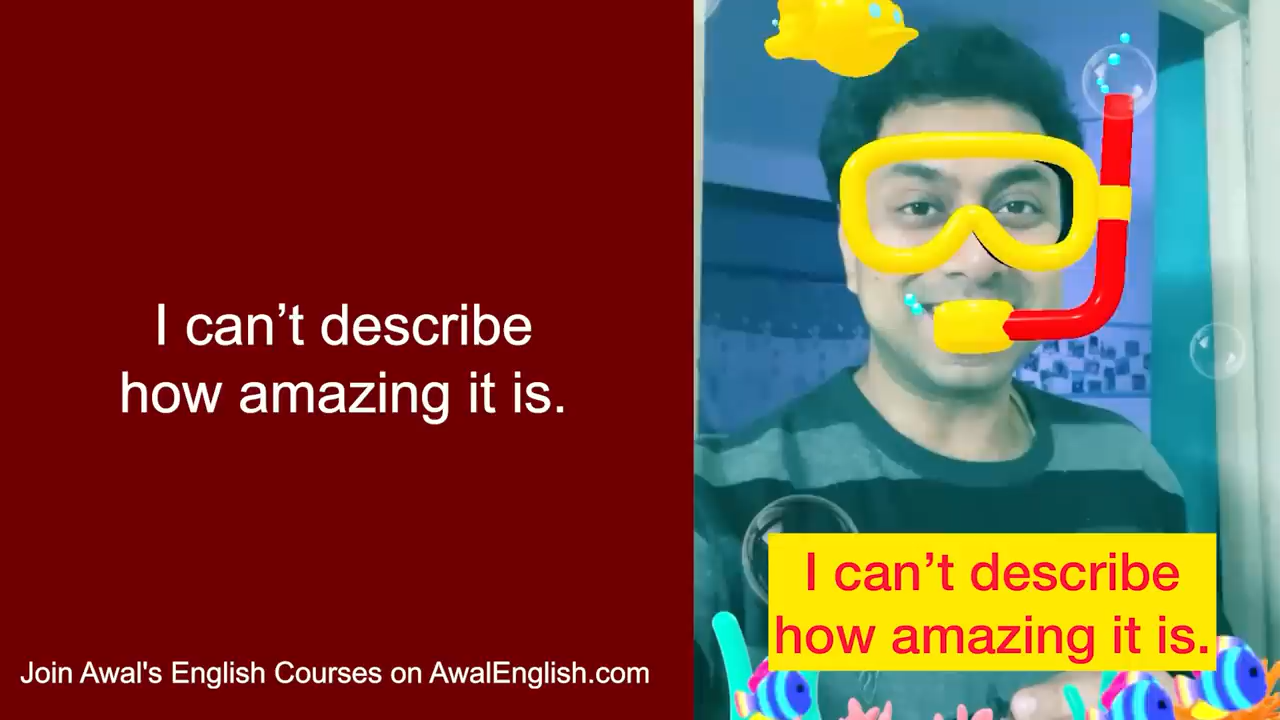 I can’t describe
how amazing it is.
Join Awal's English Courses on AwalEnglish.com
I can’t describe
how amazing it is.